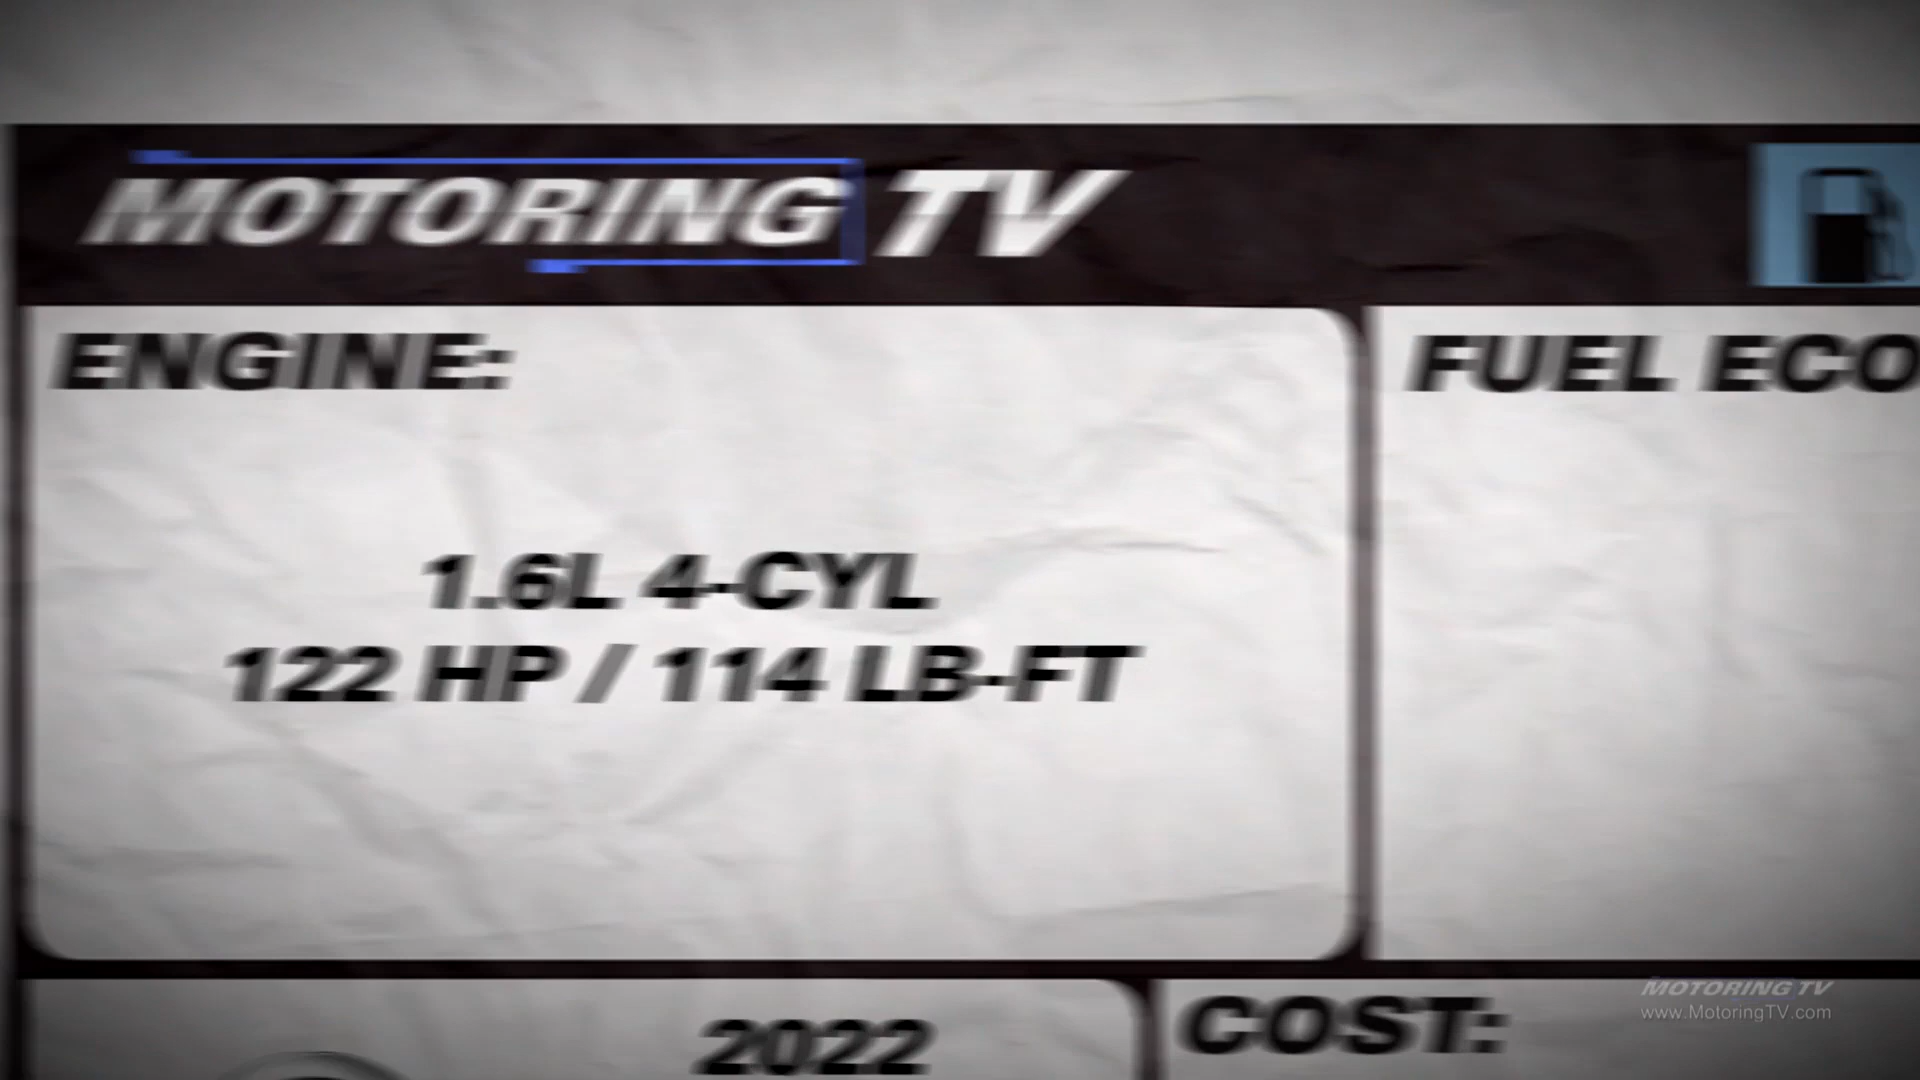 MOTORING TV
ENGINE:
FUEL ECO
1.6L 4-CYL
122 HP / 114 LB-FT
2022
COST:
MOTORING TV
www.MotoringTV.com